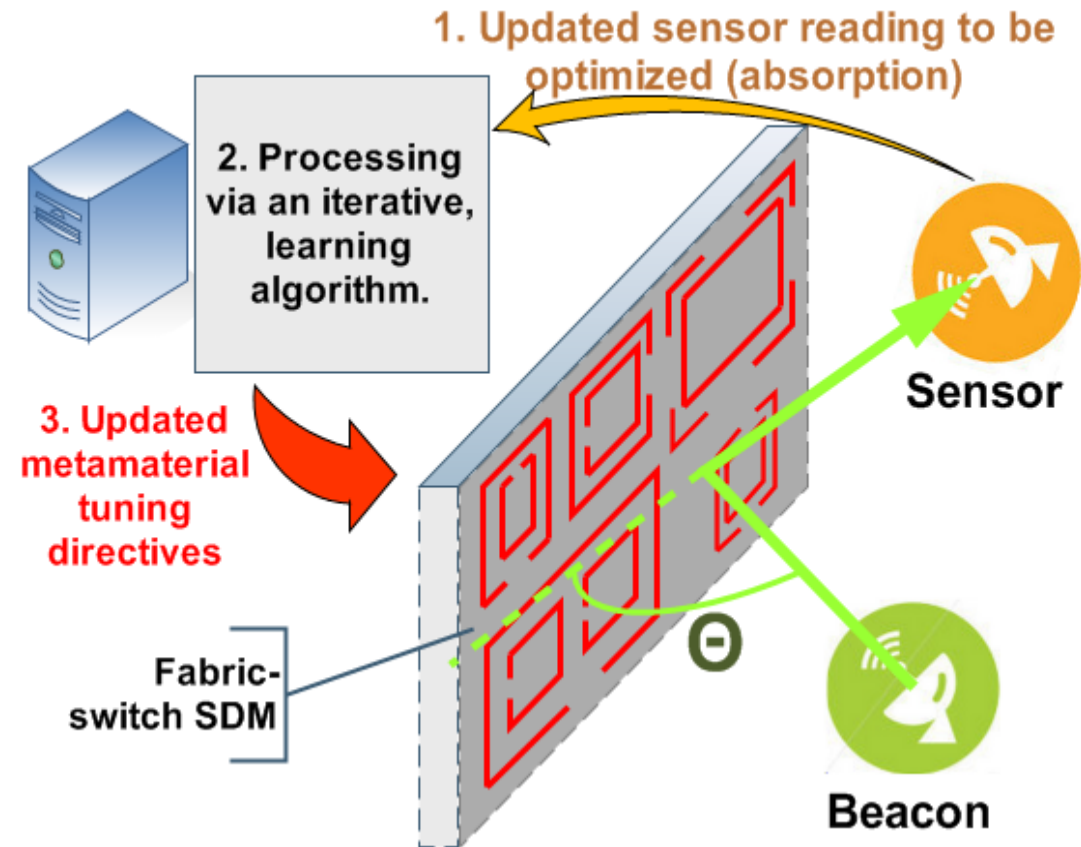 1. Updated sensor reading to be
optimized (absorption)
2. Processing
via an iterative,
learning
algorithm.
Sensor
3. Updated
metamaterial
tuning
directives
Θ
Fabric-
switch SDM
Beacon